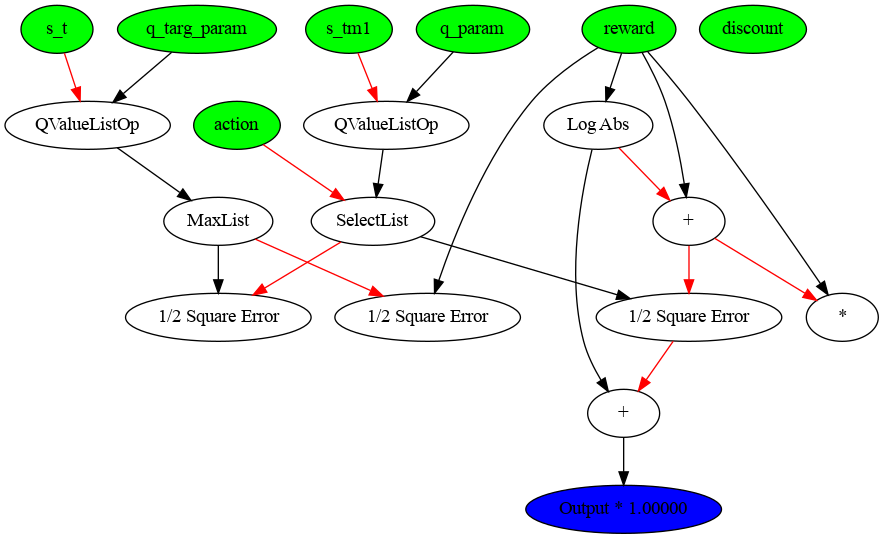 s_t
q_targ_param
s_tm1
q_param
reward
discount
QValueListOp
action
QValueListOp
Log Abs
MaxList
SelectList
+
1/2 Square Error
1/2 Square Error
1/2 Square Error
*
+
Output * 1.00000